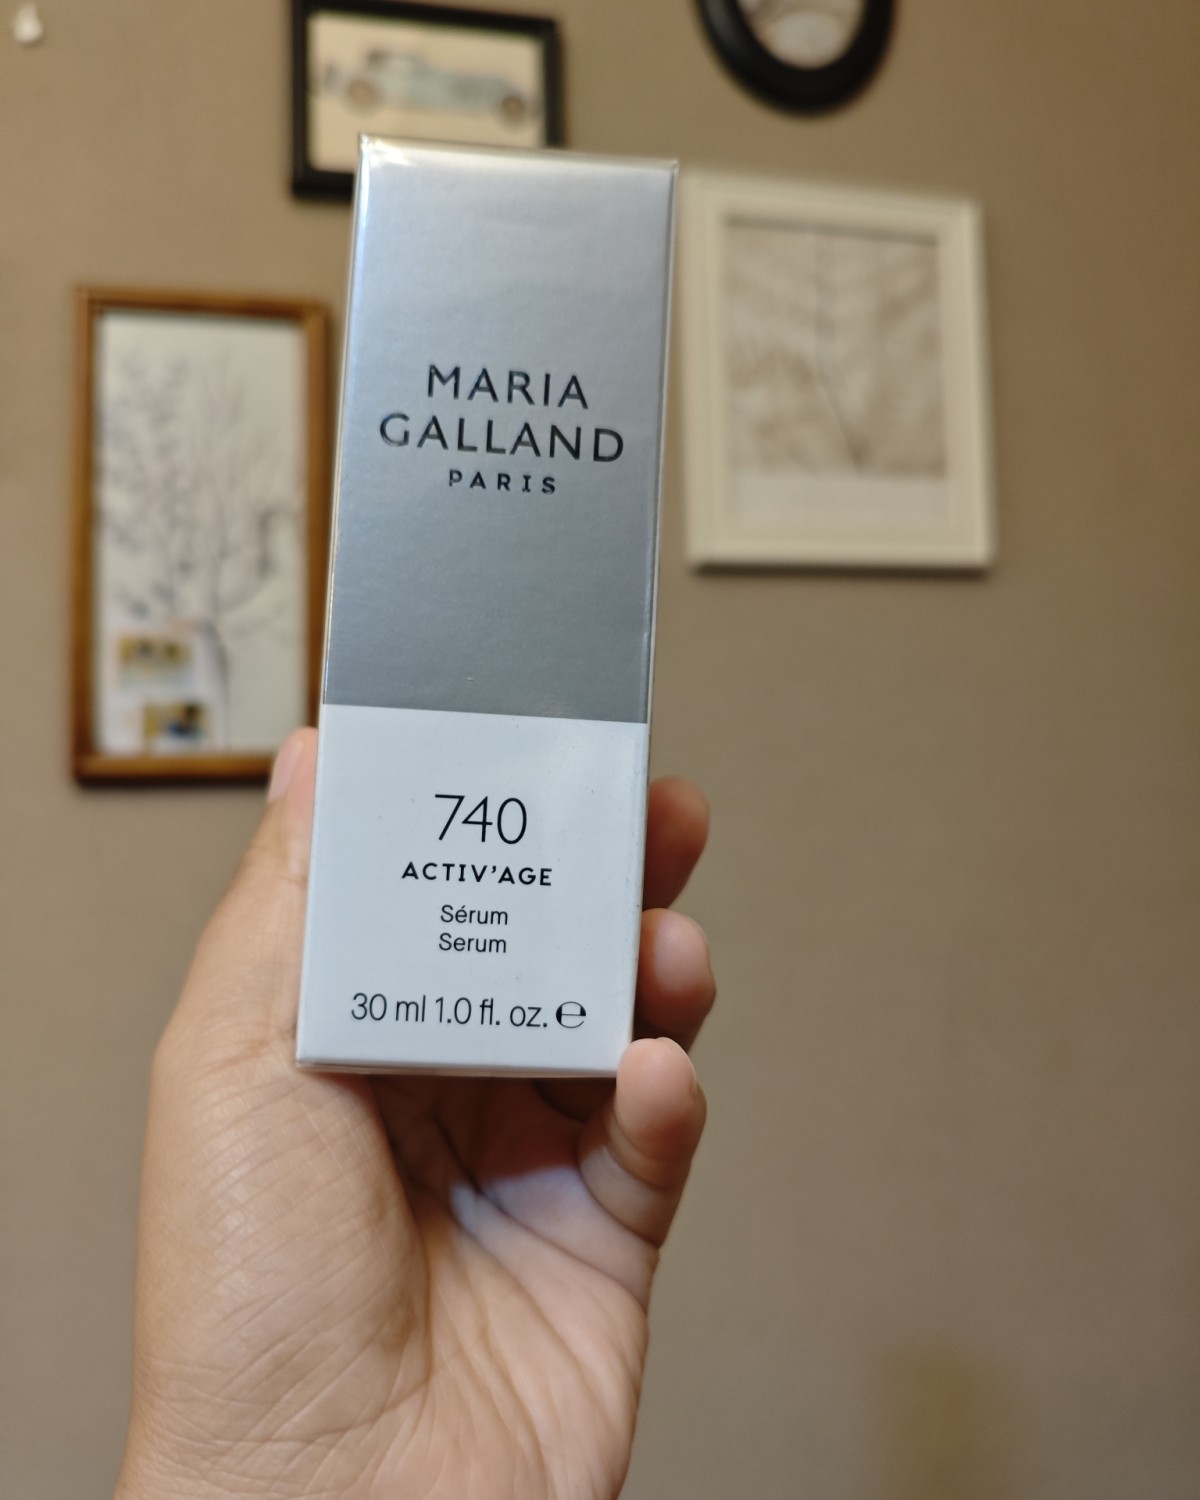 MARIA
GALLAND
PARIS
740
ACTIV'AGE
Sérum
Serum
30 ml 1.0 fl. oz. ℮